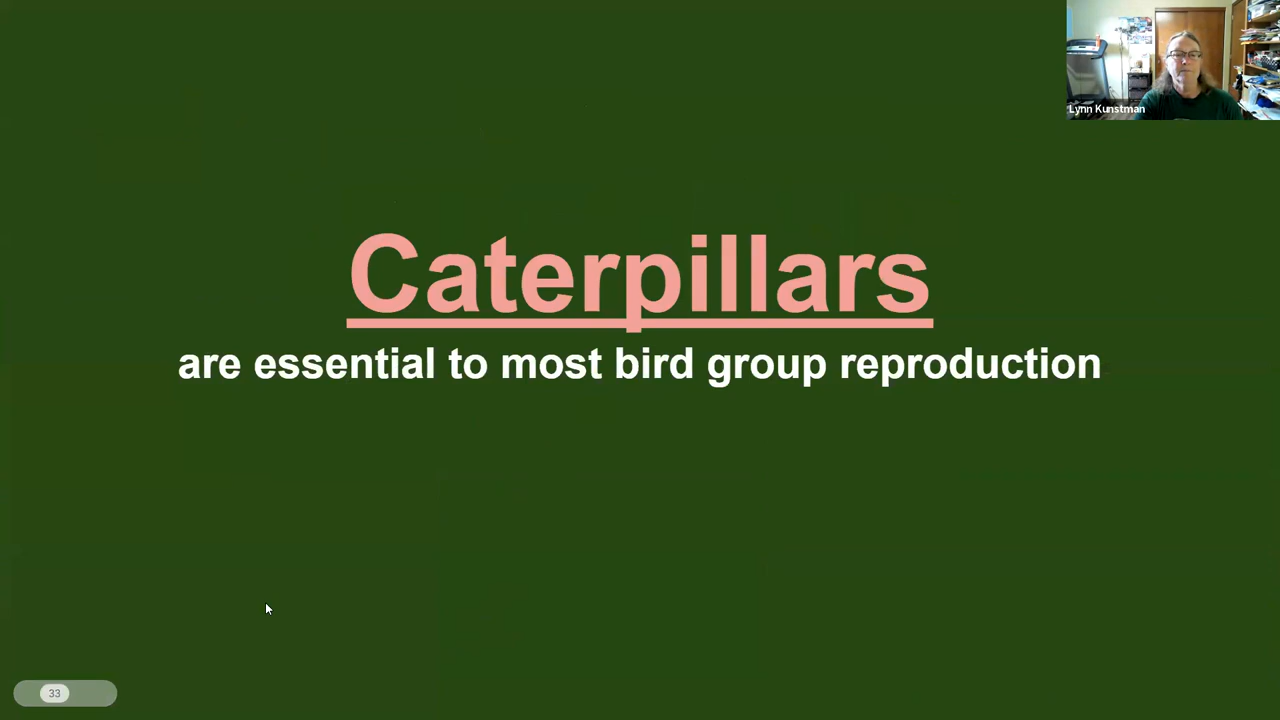 Lynn Kunstman
Caterpillars
are essential to most bird group reproduction
33